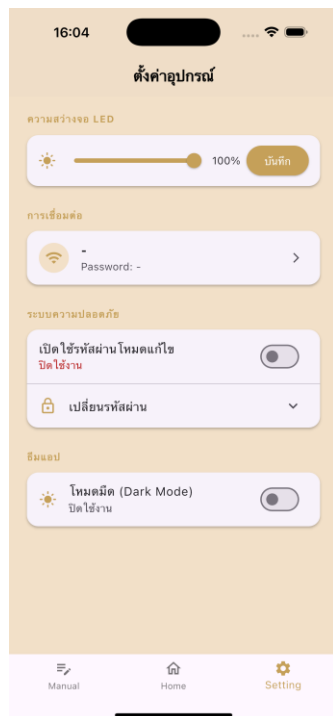 16:04
ตั้งค่าอุปกรณ์
ความสว่างจอ LED
100%
บันทึก
การเชื่อมต่อ
-
Password: -
ระบบความปลอดภัย
เปิดใช้รหัสผ่านโหมดแก้ไข
ปิดใช้งาน
เปลี่ยนรหัสผ่าน
ธีมแอป
โหมดมืด (Dark Mode)
ปิดใช้งาน
Manual
Home
Setting